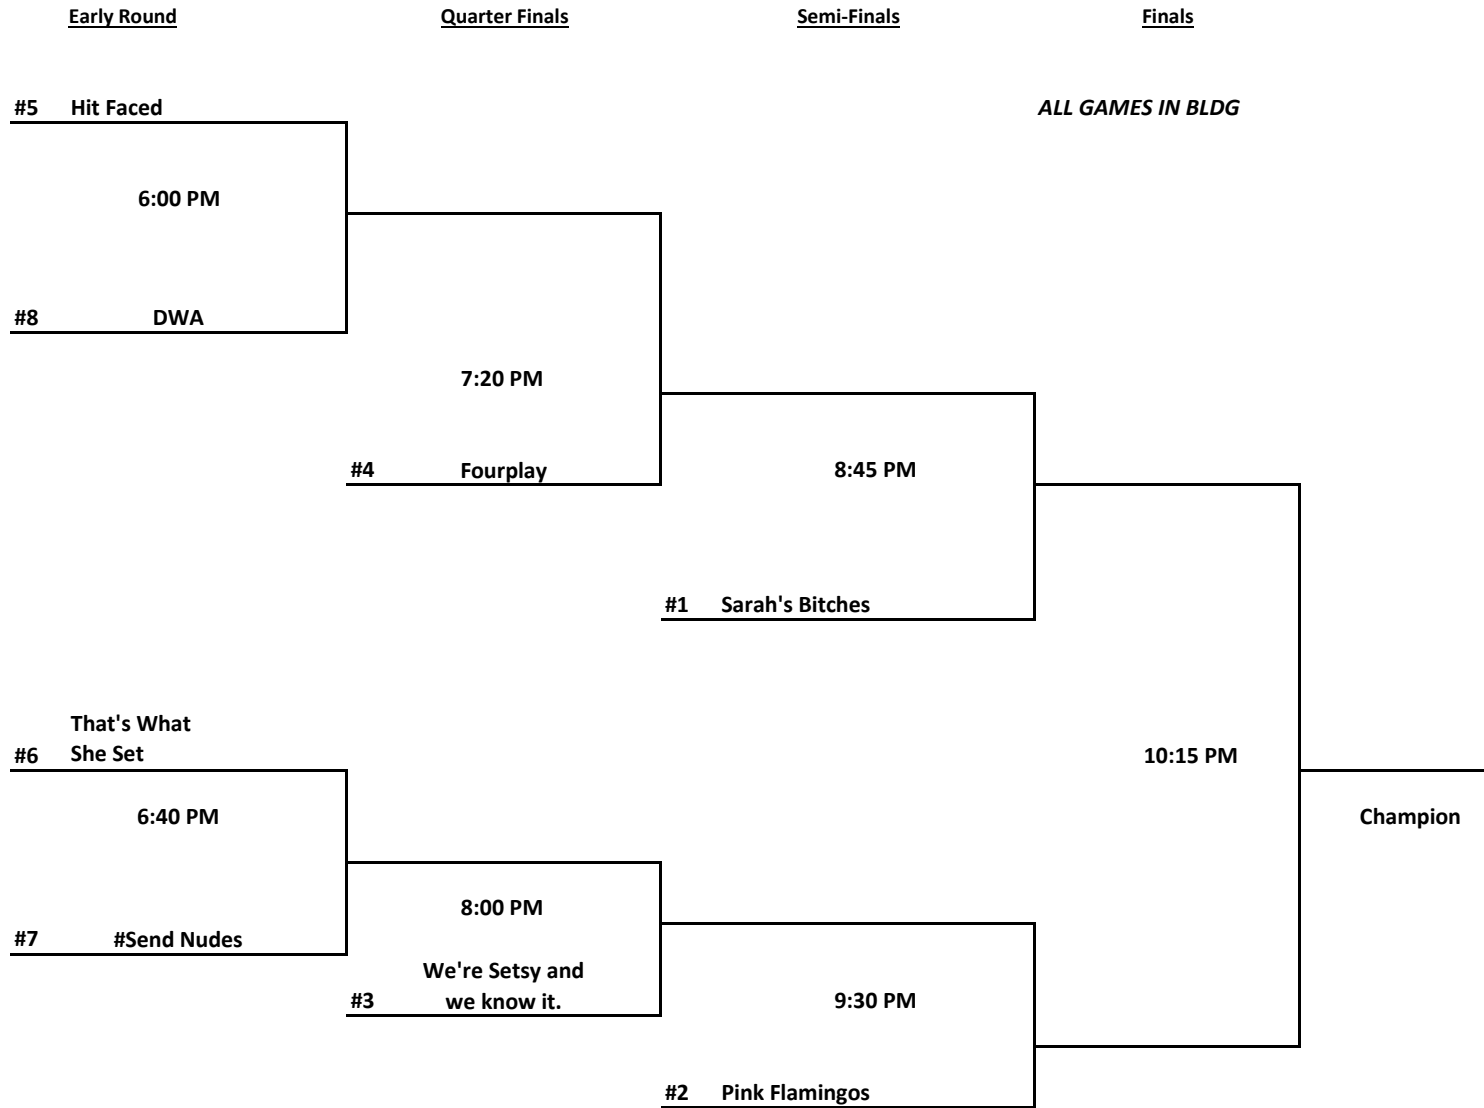 Early Round Quarter Finals Semi-Finals Finals
#5 Hit Faced ALL GAMES IN BLDG
6:00 PM
#8 DWA
7:20 PM
#4 Fourplay 8:45 PM
#1 Sarah's Bitches
That's What
#6 She Set 10:15 PM
6:40 PM Champion
8:00 PM
#7 #Send Nudes
We're Setsy and
#3 we know it. 9:30 PM
#2 Pink Flamingos